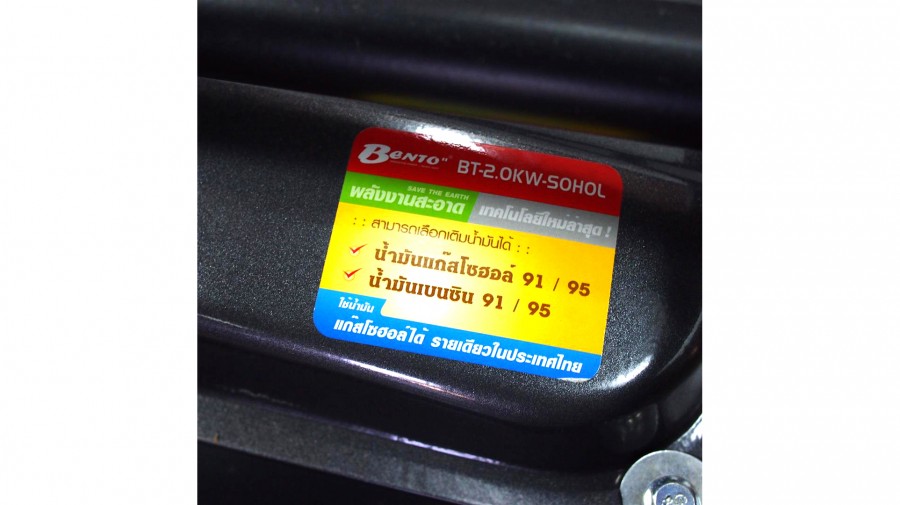 BENTO"
BT-2.0KW-SOHOL
SAVE THE EARTH
พลังงานสะอาด
เทคโนโลยีใหม่ล่าสุด !
: : สามารถเลือกเติมน้ำมันได้ : :
น้ำมันแก๊สโซฮอล์ 91 / 95
น้ำมันเบนซิน 91 / 95
ใช้น้ำมัน
แก๊สโซฮอล์ได้ รายเดียวในประเทศไทย